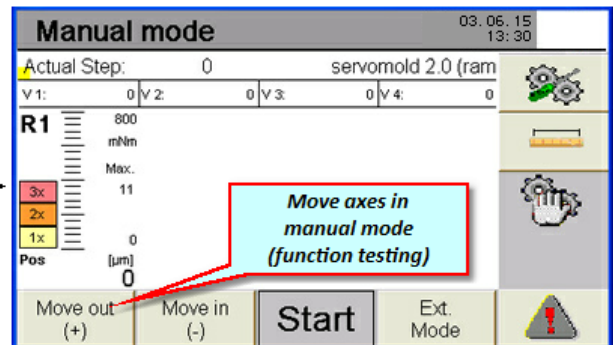 Manual mode
03. 06. 15
13: 30
Actual Step: 0 servomold 2.0 (ram
V 1: 0 V 2: 0 V 3: 0 V 4: 0
R1
800
mNm
Max.
3x 11
2x
1x 0
Pos [µm]
0
Move axes in
manual mode
(function testing)
Move out
(+)
Move in
(-)
Start
Ext.
Mode